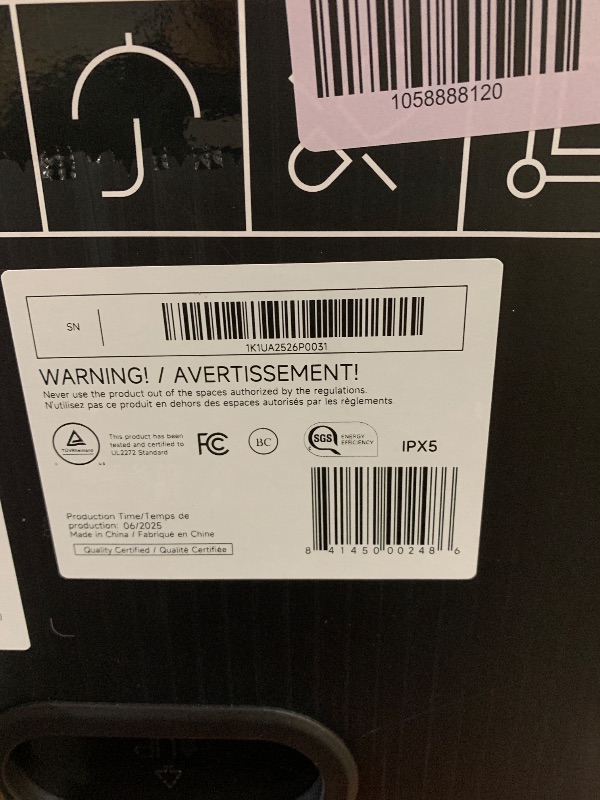 1058888120
SN
1K1UA2526P0031
WARNING! / AVERTISSEMENT!
Never use the product out of the spaces authorized by the regulations.
N'utilisez pas ce produit en dehors des espaces autorisés par les règlements
TÜVRheinland
This product has been
tested and certified to
UL2272 Standard
FC
BC
SGS
ENERGY
EFFICIENCY
IPX5
Production Time/Temps de
production: 06/2025
Made in China / Fabriqué en Chine
Quality Certified / Qualité Certifiée
8 41450 00248 6